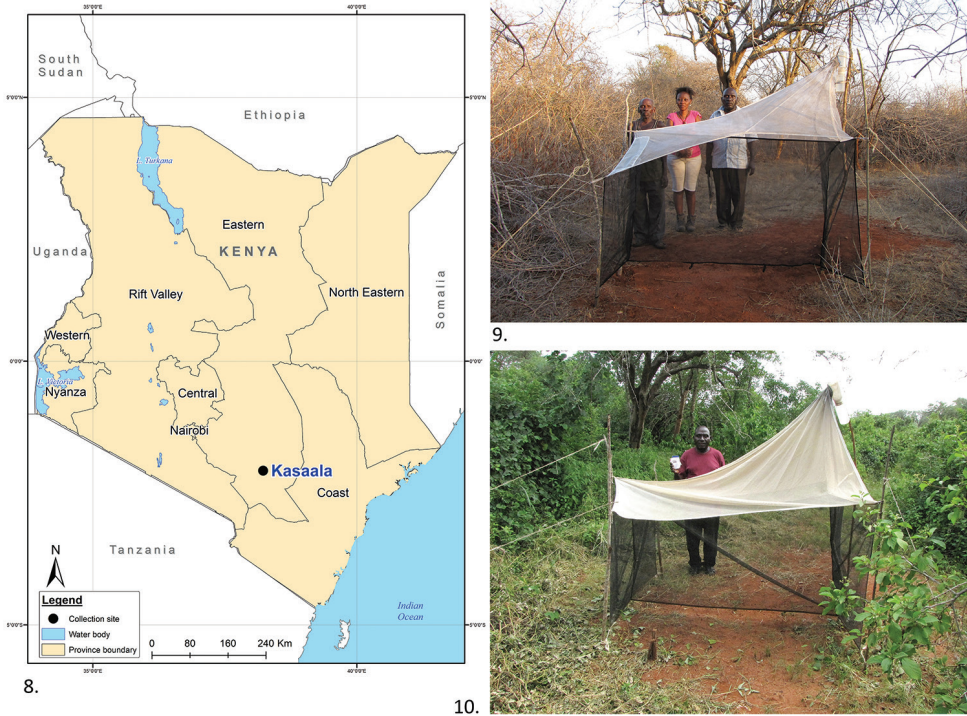 35°0'0"E 40°0'0"E
South
Sudan
5°0'0"N 5°0'0"N
Ethiopia
L. Turkana
Eastern
Uganda
KENYA
Somalia
Rift Valley
North Eastern
Western
0°0'0" 0°0'0"
L. Victoria
Nyanza
Central
Nairobi
Kasaala
Coast
Tanzania
N
Legend
Collection site
Water body
Province boundary
0 80 160 240 Km
Indian
Ocean
5°0'0"S 5°0'0"S
35°0'0"E 40°0'0"E
8.
9.
10.